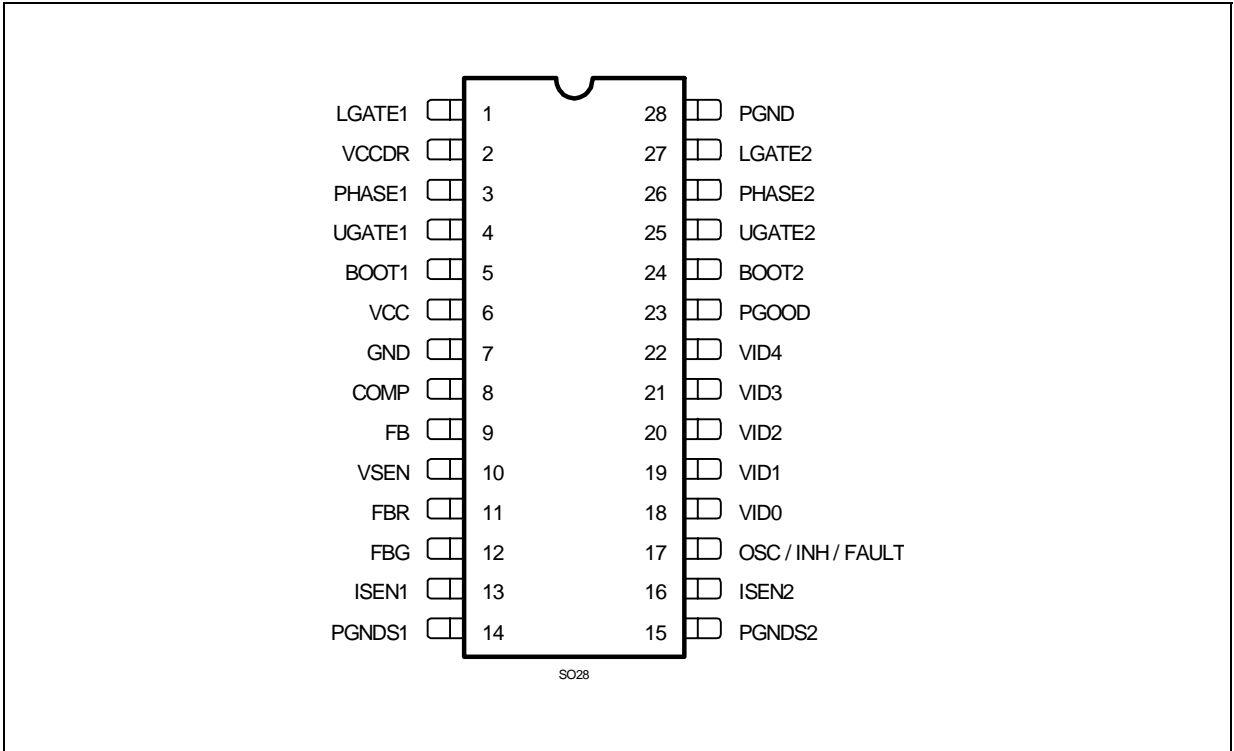 LGATE1 1 28 PGND
VCCDR 2 27 LGATE2
PHASE1 3 26 PHASE2
UGATE1 4 25 UGATE2
BOOT1 5 24 BOOT2
VCC 6 23 PGOOD
GND 7 22 VID4
COMP 8 21 VID3
FB 9 20 VID2
VSEN 10 19 VID1
FBR 11 18 VID0
FBG 12 17 OSC / INH / FAULT
ISEN1 13 16 ISEN2
PGNDS1 14 15 PGNDS2
SO28